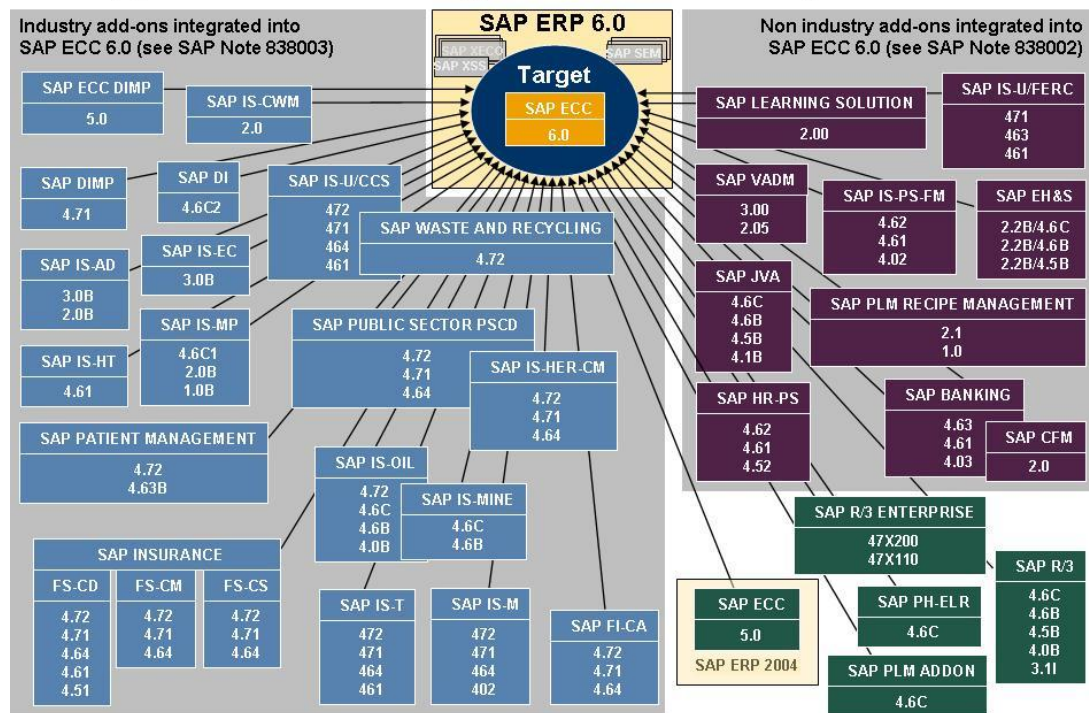 Industry add-ons integrated into
SAP ECC 6.0 (see SAP Note 838003)
SAP ERP 6.0
SAP XECO
SAP XSS
SAP SEM
Target
SAP ECC
6.0
Non industry add-ons integrated into
SAP ECC 6.0 (see SAP Note 838002)
SAP ECC DIMP
5.0
SAP IS-CWM
2.0
SAP DIMP
4.71
SAP DI
4.6C2
SAP IS-U/CCS
472
471
464
461
SAP WASTE AND RECYCLING
4.72
SAP IS-AD
3.0B
2.0B
SAP IS-EC
3.0B
SAP IS-HT
4.61
SAP IS-MP
4.6C1
2.0B
1.0B
SAP PUBLIC SECTOR PSCD
4.72
4.71
4.64
SAP IS-HER-CM
4.72
4.71
4.64
SAP PATIENT MANAGEMENT
4.72
4.63B
SAP IS-OIL
4.72
4.6C
4.6B
4.0B
SAP IS-MINE
4.6C
4.6B
SAP INSURANCE
FS-CD
4.72
4.71
4.64
4.61
4.51
FS-CM
4.72
4.71
4.64
FS-CS
4.72
4.71
4.64
SAP IS-T
472
471
464
461
SAP IS-M
472
471
464
402
SAP FI-CA
4.72
4.71
4.64
SAP LEARNING SOLUTION
2.00
SAP IS-U/FERC
471
463
461
SAP VADM
3.00
2.05
SAP IS-PS-FM
4.62
4.61
4.02
SAP EH&S
2.2B/4.6C
2.2B/4.6B
2.2B/4.5B
SAP JVA
4.6C
4.6B
4.5B
4.1B
SAP PLM RECIPE MANAGEMENT
2.1
1.0
SAP HR-PS
4.62
4.61
4.52
SAP BANKING
4.63
4.61
4.03
SAP CFM
2.0
SAP R/3 ENTERPRISE
47X200
47X110
SAP R/3
4.6C
4.6B
4.5B
4.0B
3.1I
SAP ECC
5.0
SAP ERP 2004
SAP PH-ELR
4.6C
SAP PLM ADDON
4.6C